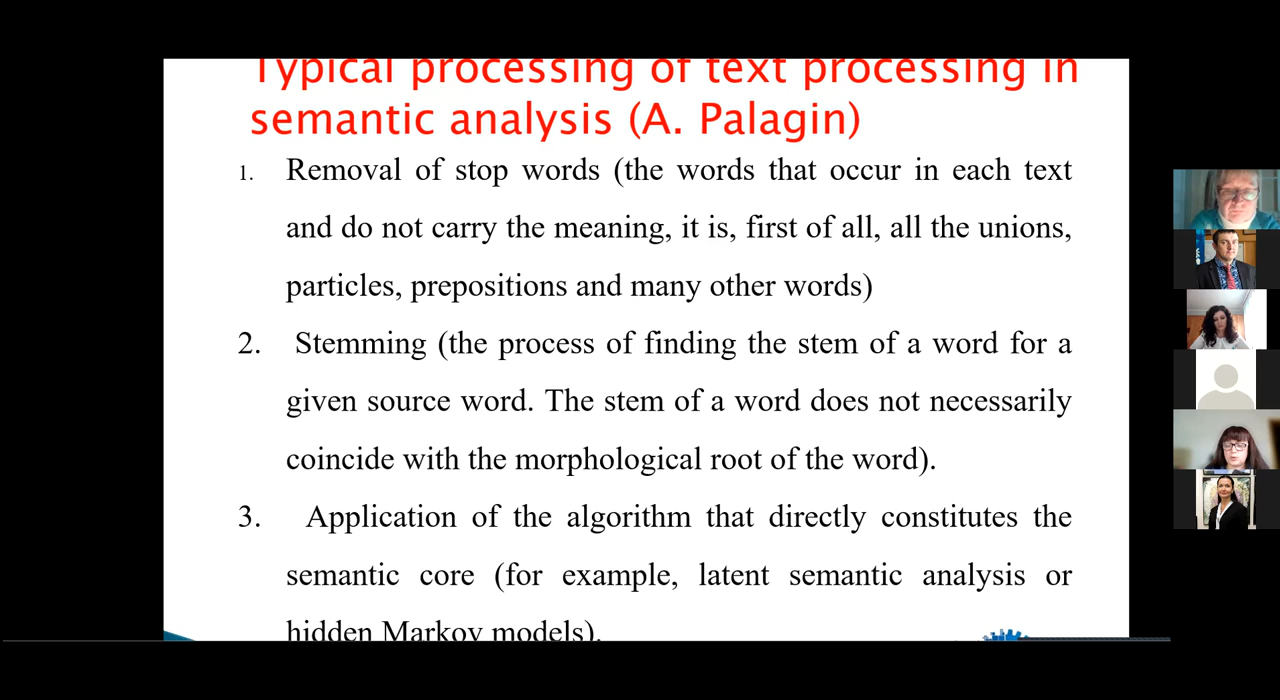 Typical processing of text processing in
semantic analysis (A. Palagin)
1. Removal of stop words (the words that occur in each text
and do not carry the meaning, it is, first of all, all the unions,
particles, prepositions and many other words)
2. Stemming (the process of finding the stem of a word for a
given source word. The stem of a word does not necessarily
coincide with the morphological root of the word).
3. Application of the algorithm that directly constitutes the
semantic core (for example, latent semantic analysis or
hidden Markov models).